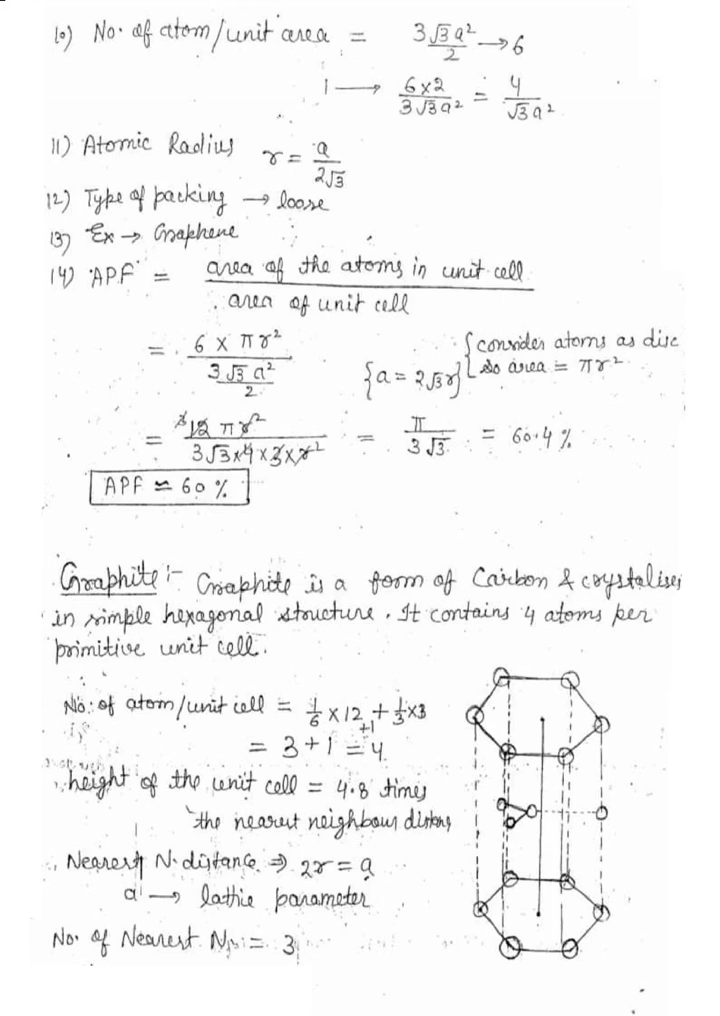 10) No. of atom/unit area = 3√3 a²/2 → 6
1 → 6×2/3√3a² = 4/√3a²
11) Atomic Radius r = a/2√3
12) Type of packing → loose
13) Ex → Graphene
14) APF = area of the atoms in unit cell / area of unit cell
= 6 × πr² / 3√3 a²/2 {a = 2√3r} {consider atoms as disc so area = πr²
= 12 πr² / 3√3×4×3×r² = π/3√3 = 60.4 %
APF ≃ 60 %
Graphite :- Graphite is a form of Carbon & crystalises
in simple hexagonal structure. It contains 4 atoms per
primitive unit cell.
No. of atom/unit cell = 1/6 × 12 + 1/3×3 +1
= 3 + 1 = 4
height of the unit cell = 4.8 times
the nearest neighbour distans
Nearest N. distance ⇒ 2r = a
a → lattie parameter
No. of Nearest N. = 3